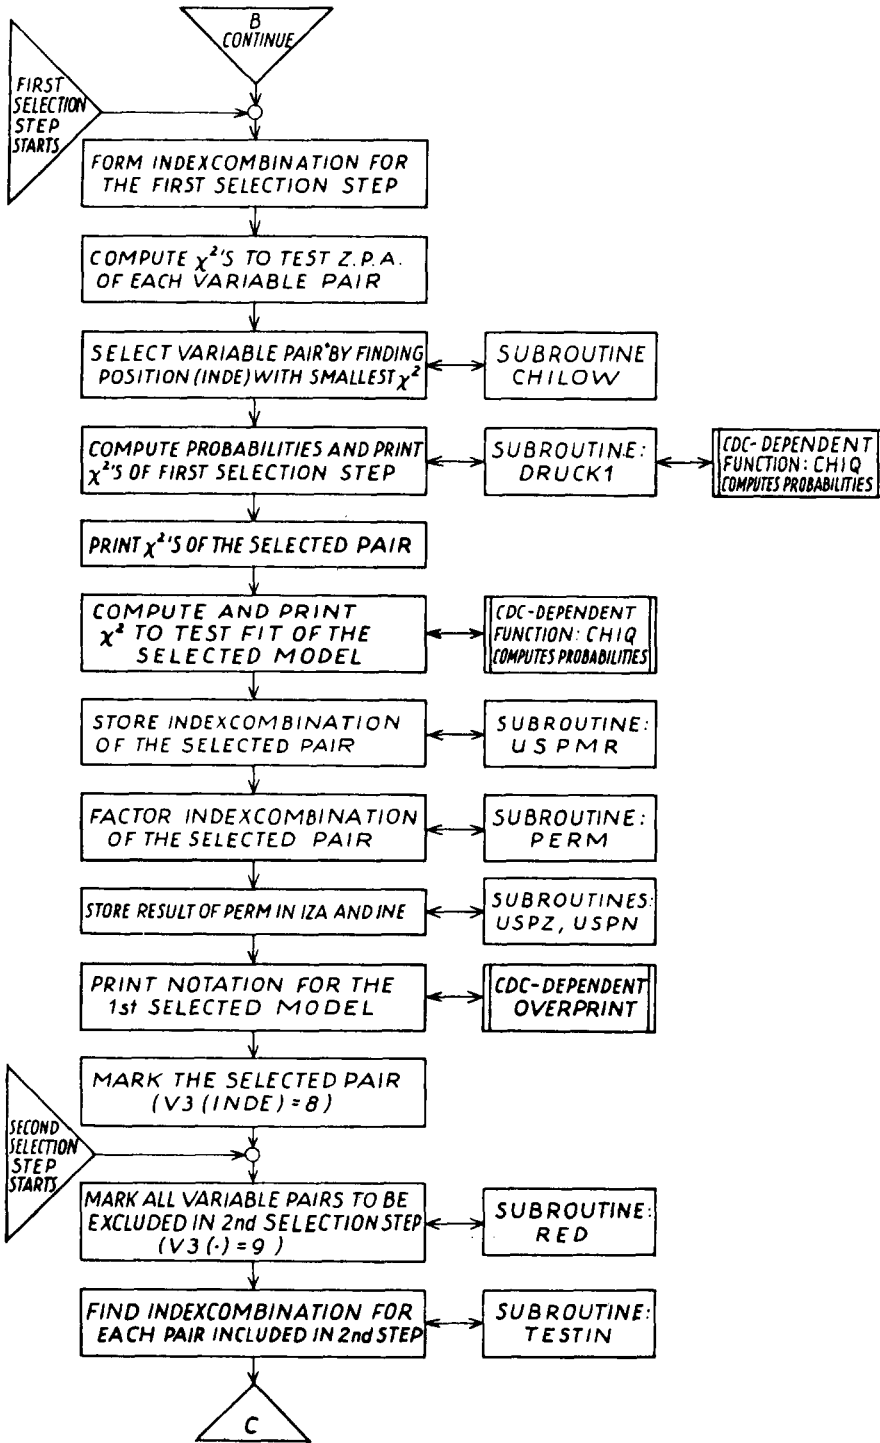 B
CONTINUE
FIRST
SELECTION
STEP
STARTS
FORM INDEXCOMBINATION FOR
THE FIRST SELECTION STEP
COMPUTE χ²'S TO TEST Z.P.A.
OF EACH VARIABLE PAIR
SELECT VARIABLE PAIR*BY FINDING
POSITION (INDE) WITH SMALLEST χ²
SUBROUTINE
CHILOW
COMPUTE PROBABILITIES AND PRINT
χ²'S OF FIRST SELECTION STEP
SUBROUTINE:
DRUCK1
CDC-DEPENDENT
FUNCTION: CHIQ
COMPUTES PROBABILITIES
PRINT χ²'S OF THE SELECTED PAIR
COMPUTE AND PRINT
χ² TO TEST FIT OF THE
SELECTED MODEL
CDC-DEPENDENT
FUNCTION: CHIQ
COMPUTES PROBABILITIES
STORE INDEXCOMBINATION
OF THE SELECTED PAIR
SUBROUTINE:
USPMR
FACTOR INDEXCOMBINATION
OF THE SELECTED PAIR
SUBROUTINE:
PERM
STORE RESULT OF PERM IN IZA AND INE
SUBROUTINES:
USPZ, USPN
PRINT NOTATION FOR THE
1st SELECTED MODEL
CDC-DEPENDENT
OVERPRINT
MARK THE SELECTED PAIR
(V3(INDE)=8)
SECOND
SELECTION
STEP
STARTS
MARK ALL VARIABLE PAIRS TO BE
EXCLUDED IN 2nd SELECTION STEP
(V3(·)=9)
SUBROUTINE:
RED
FIND INDEXCOMBINATION FOR
EACH PAIR INCLUDED IN 2nd STEP
SUBROUTINE:
TESTIN
C